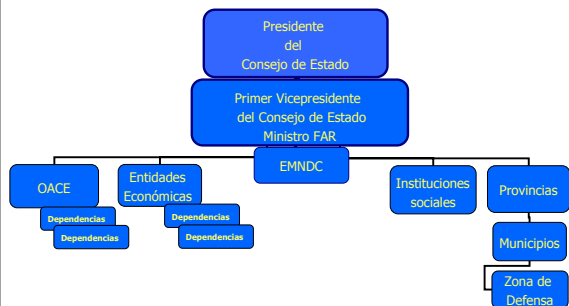 Presidente
del
Consejo de Estado
Primer Vicepresidente
del Consejo de Estado
Ministro FAR
EMNDC
OACE
Entidades
Económicas
Instituciones
sociales
Provincias
Dependencias
Dependencias
Dependencias
Dependencias
Municipios
Zona de
Defensa